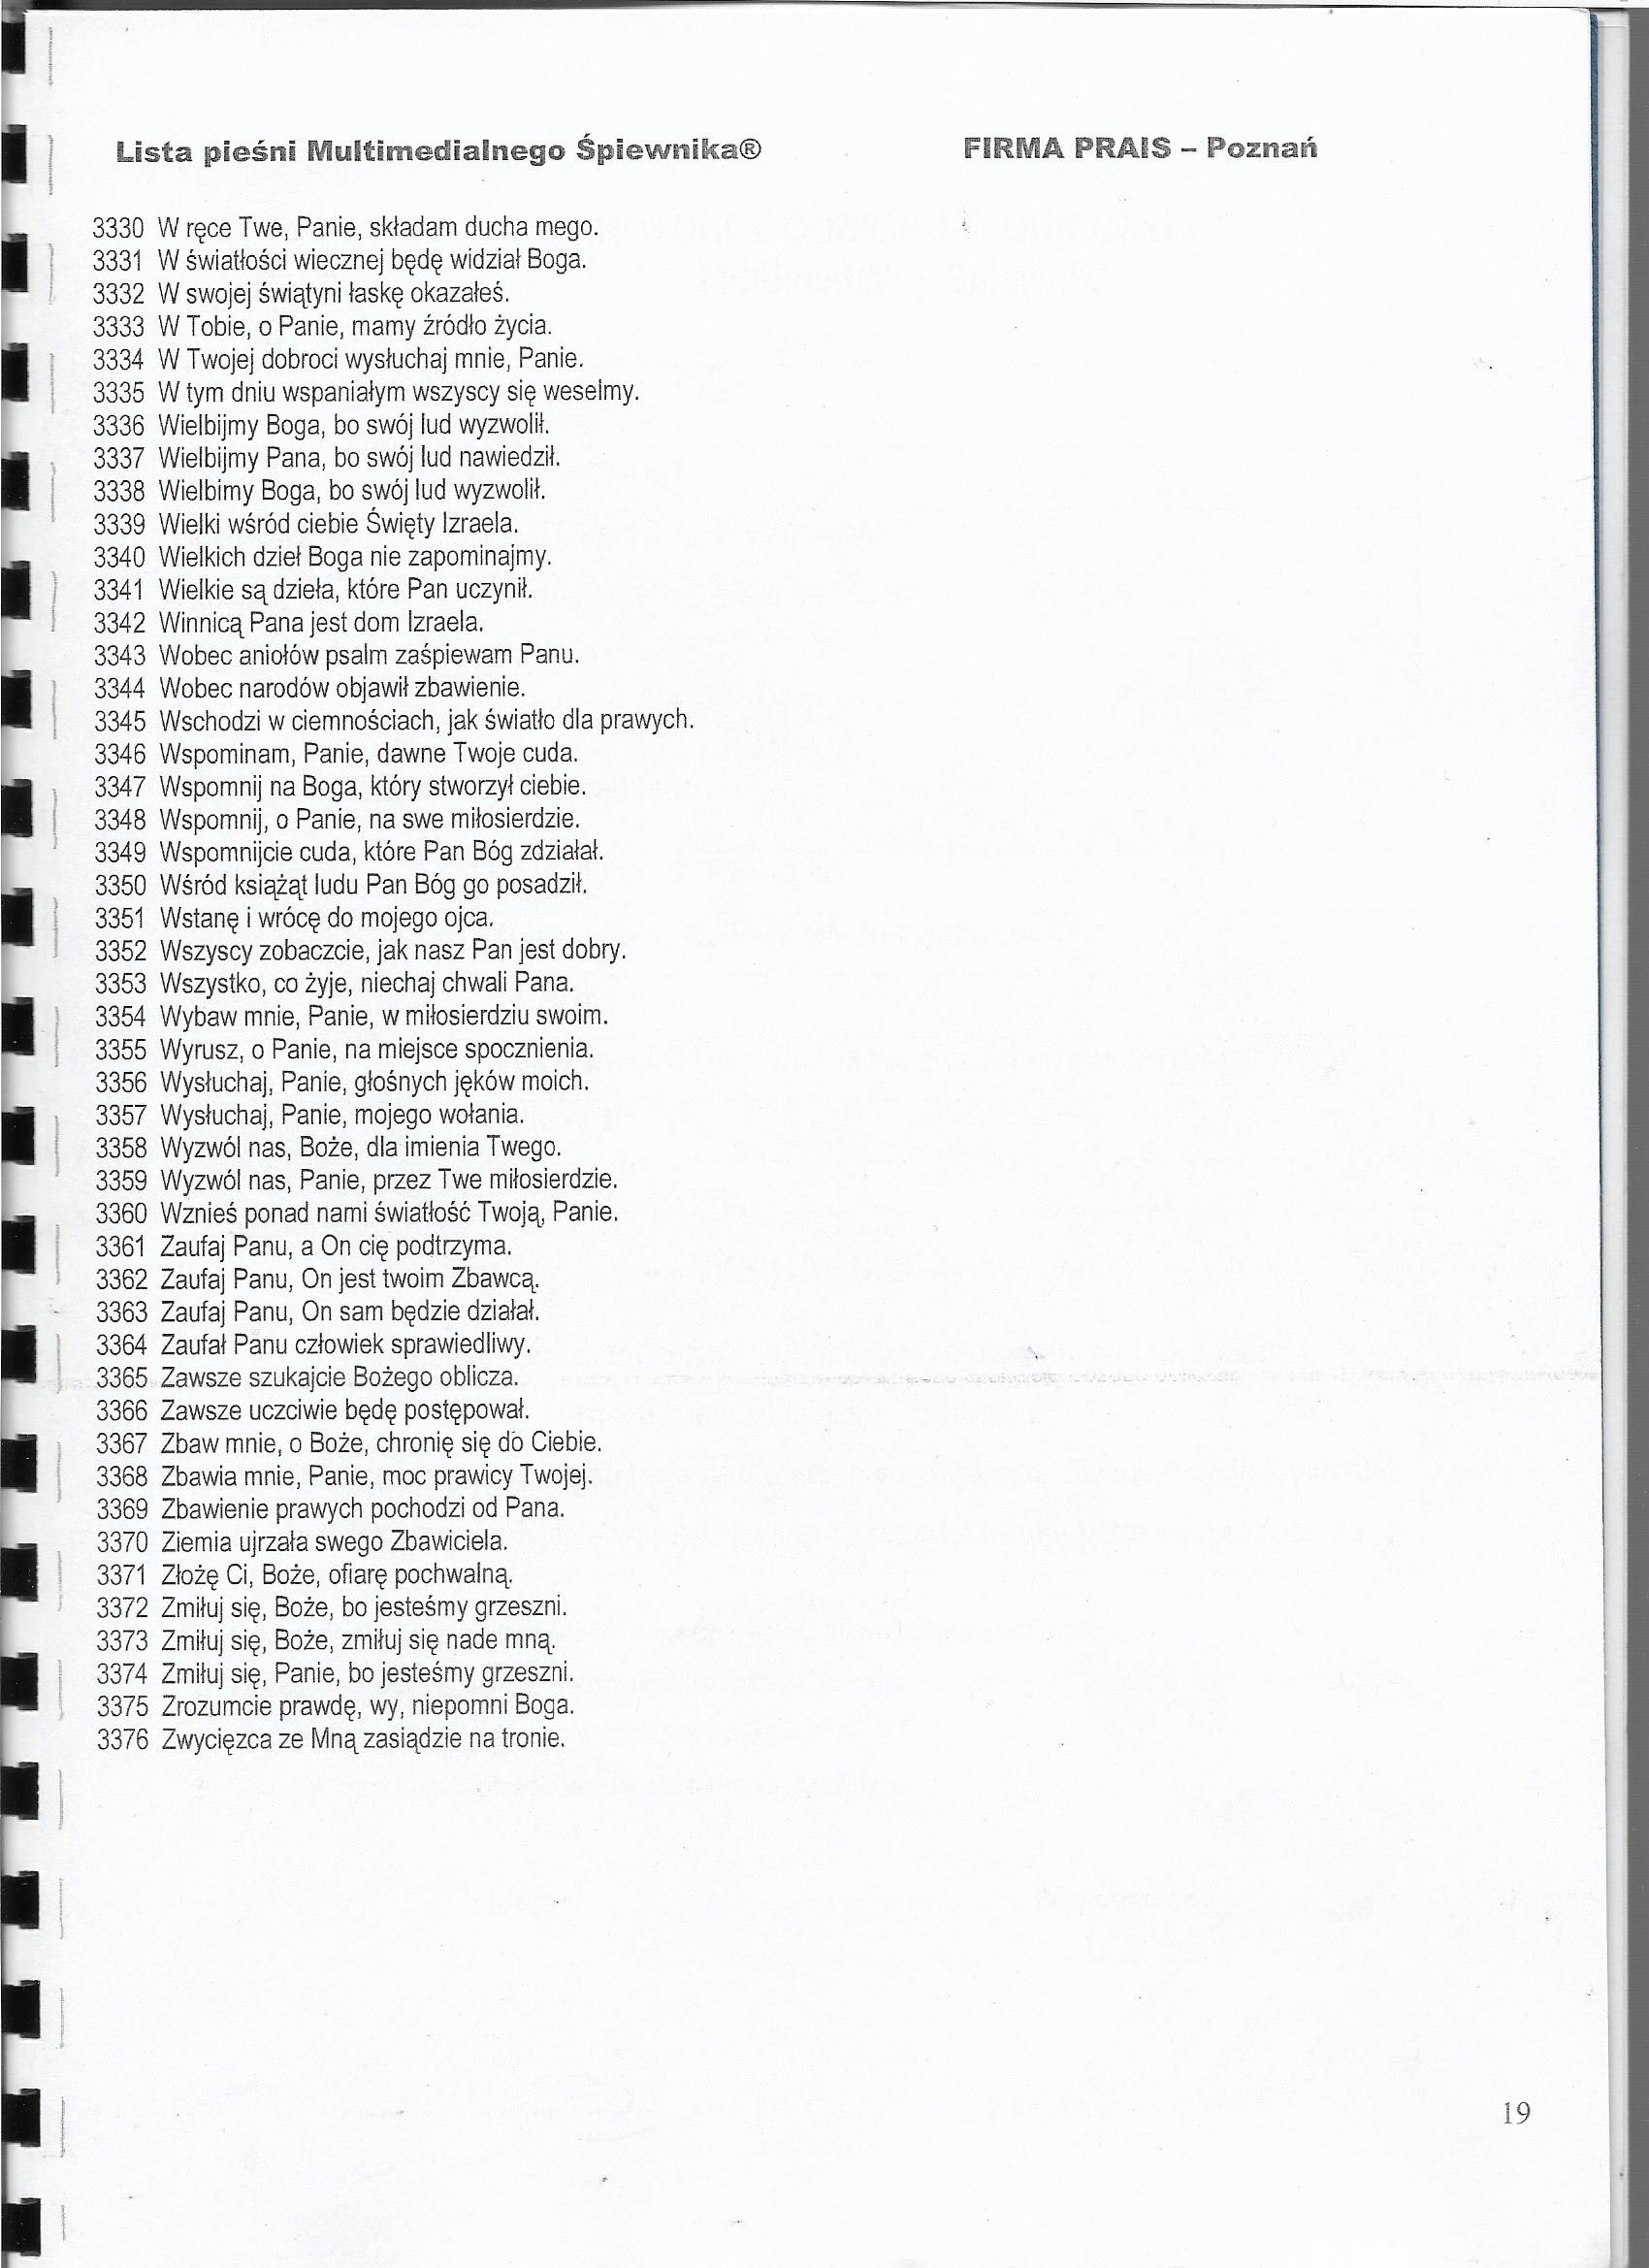 Lista pieśni Multimedialnego Śpiewnika® FIRMA PRAIS – Poznań
3330 W ręce Twe, Panie, składam ducha mego.
3331 W światłości wiecznej będę widział Boga.
3332 W swojej świątyni łaskę okazałeś.
3333 W Tobie, o Panie, mamy źródło życia.
3334 W Twojej dobroci wysłuchaj mnie, Panie.
3335 W tym dniu wspaniałym wszyscy się weselmy.
3336 Wielbijmy Boga, bo swój lud wyzwolił.
3337 Wielbijmy Pana, bo swój lud nawiedził.
3338 Wielbimy Boga, bo swój lud wyzwolił.
3339 Wielki wśród ciebie Święty Izraela.
3340 Wielkich dzieł Boga nie zapominajmy.
3341 Wielkie są dzieła, które Pan uczynił.
3342 Winnicą Pana jest dom Izraela.
3343 Wobec aniołów psalm zaśpiewam Panu.
3344 Wobec narodów objawił zbawienie.
3345 Wschodzi w ciemnościach, jak światło dla prawych.
3346 Wspominam, Panie, dawne Twoje cuda.
3347 Wspomnij na Boga, który stworzył ciebie.
3348 Wspomnij, o Panie, na swe miłosierdzie.
3349 Wspomnijcie cuda, które Pan Bóg zdziałał.
3350 Wśród książąt ludu Pan Bóg go posadził.
3351 Wstanę i wrócę do mojego ojca.
3352 Wszyscy zobaczcie, jak nasz Pan jest dobry.
3353 Wszystko, co żyje, niechaj chwali Pana.
3354 Wybaw mnie, Panie, w miłosierdziu swoim.
3355 Wyrusz, o Panie, na miejsce spocznienia.
3356 Wysłuchaj, Panie, głośnych jęków moich.
3357 Wysłuchaj, Panie, mojego wołania.
3358 Wyzwól nas, Boże, dla imienia Twego.
3359 Wyzwól nas, Panie, przez Twe miłosierdzie.
3360 Wznieś ponad nami światłość Twoją, Panie.
3361 Zaufaj Panu, a On cię podtrzyma.
3362 Zaufaj Panu, On jest twoim Zbawcą.
3363 Zaufaj Panu, On sam będzie działał.
3364 Zaufał Panu człowiek sprawiedliwy.
3365 Zawsze szukajcie Bożego oblicza.
3366 Zawsze uczciwie będę postępował.
3367 Zbaw mnie, o Boże, chronię się do Ciebie.
3368 Zbawia mnie, Panie, moc prawicy Twojej.
3369 Zbawienie prawych pochodzi od Pana.
3370 Ziemia ujrzała swego Zbawiciela.
3371 Złożę Ci, Boże, ofiarę pochwalną.
3372 Zmiłuj się, Boże, bo jesteśmy grzeszni.
3373 Zmiłuj się, Boże, zmiłuj się nade mną.
3374 Zmiłuj się, Panie, bo jesteśmy grzeszni.
3375 Zrozumcie prawdę, wy, niepomni Boga.
3376 Zwycięzca ze Mną zasiądzie na tronie.
19